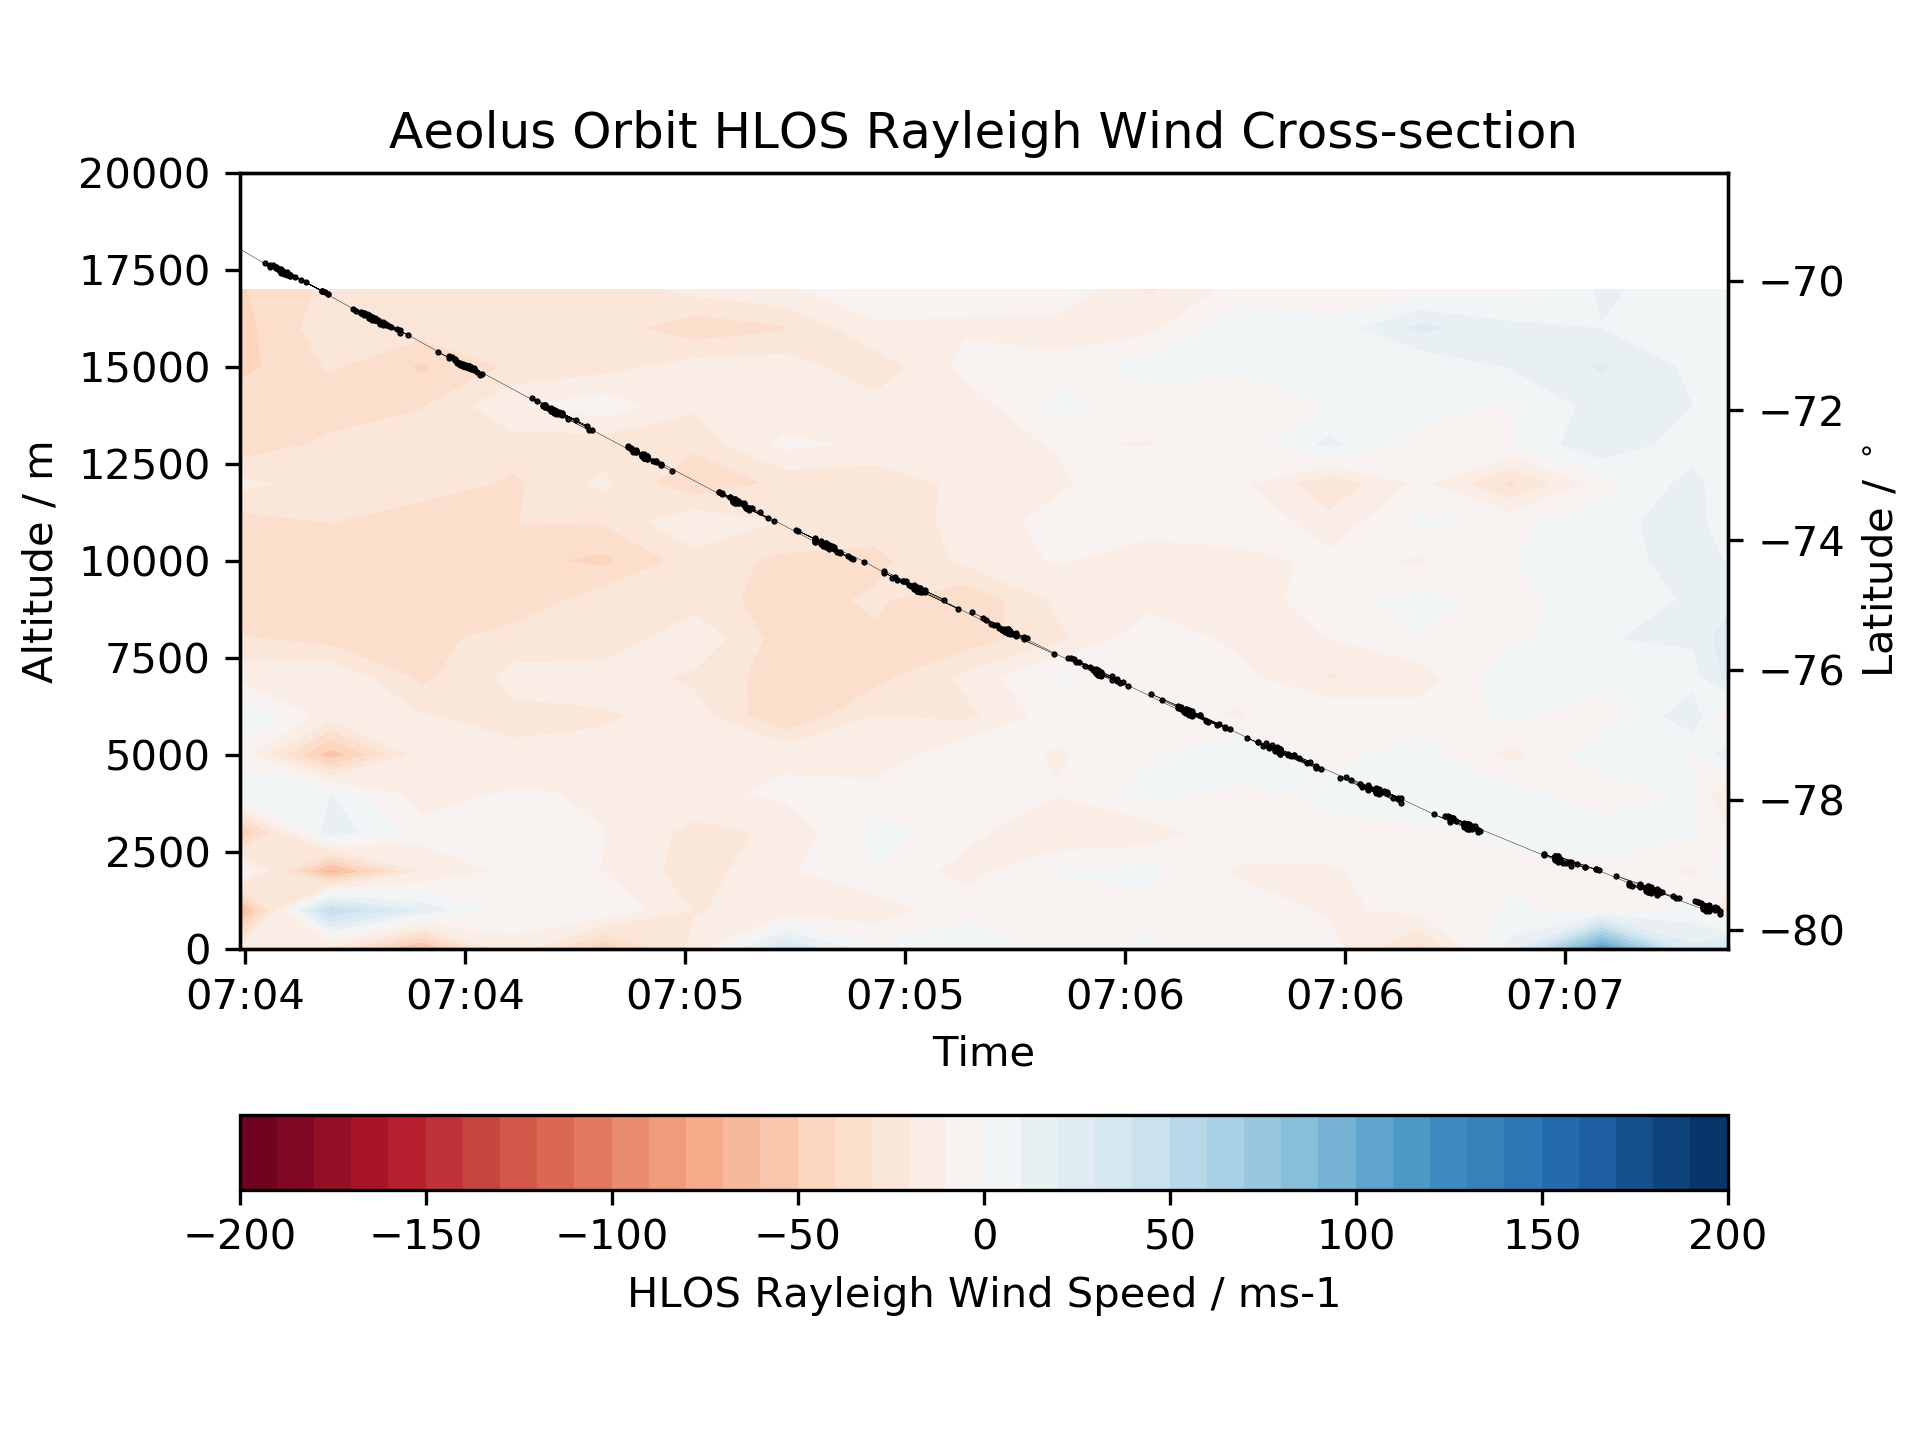 Aeolus Orbit HLOS Rayleigh Wind Cross-section
20000
17500
15000
12500
10000
7500
5000
2500
0
Altitude / m
−70
−72
−74
−76
−78
−80
Latitude / °
07:04 07:04 07:05 07:05 07:06 07:06 07:07
Time
−200 −150 −100 −50 0 50 100 150 200
HLOS Rayleigh Wind Speed / ms-1